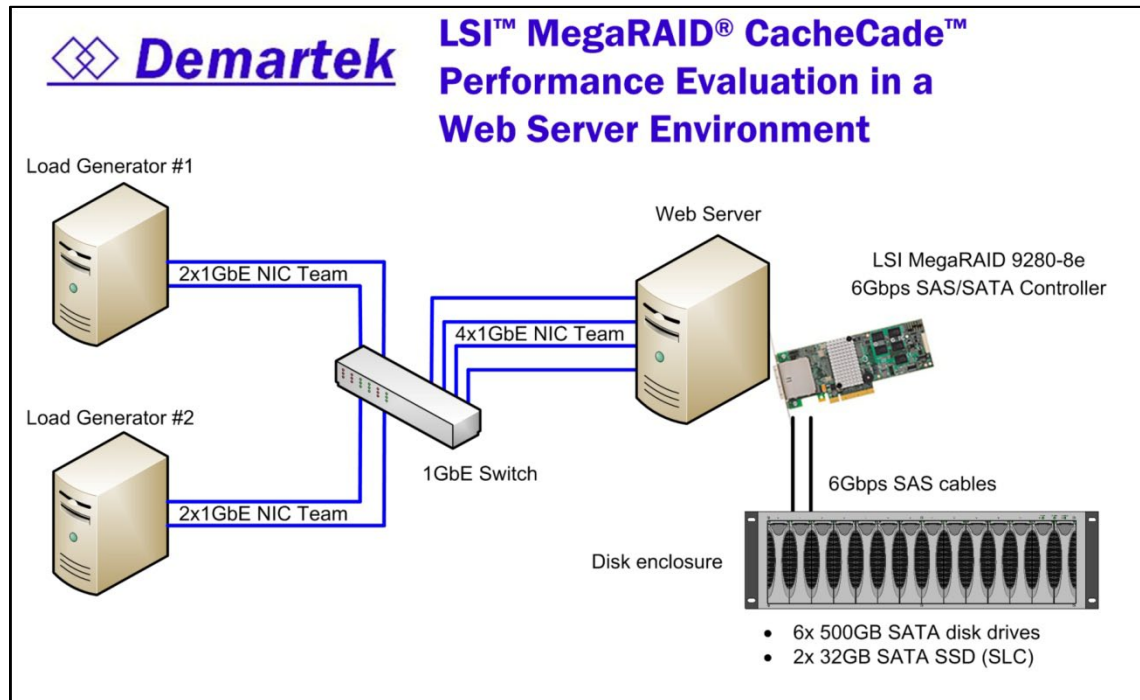 Demartek
LSI™ MegaRAID® CacheCade™
Performance Evaluation in a
Web Server Environment
Load Generator #1
2x1GbE NIC Team
Web Server
LSI MegaRAID 9280-8e
6Gbps SAS/SATA Controller
4x1GbE NIC Team
Load Generator #2
1GbE Switch
2x1GbE NIC Team
6Gbps SAS cables
Disk enclosure
• 6x 500GB SATA disk drives
• 2x 32GB SATA SSD (SLC)